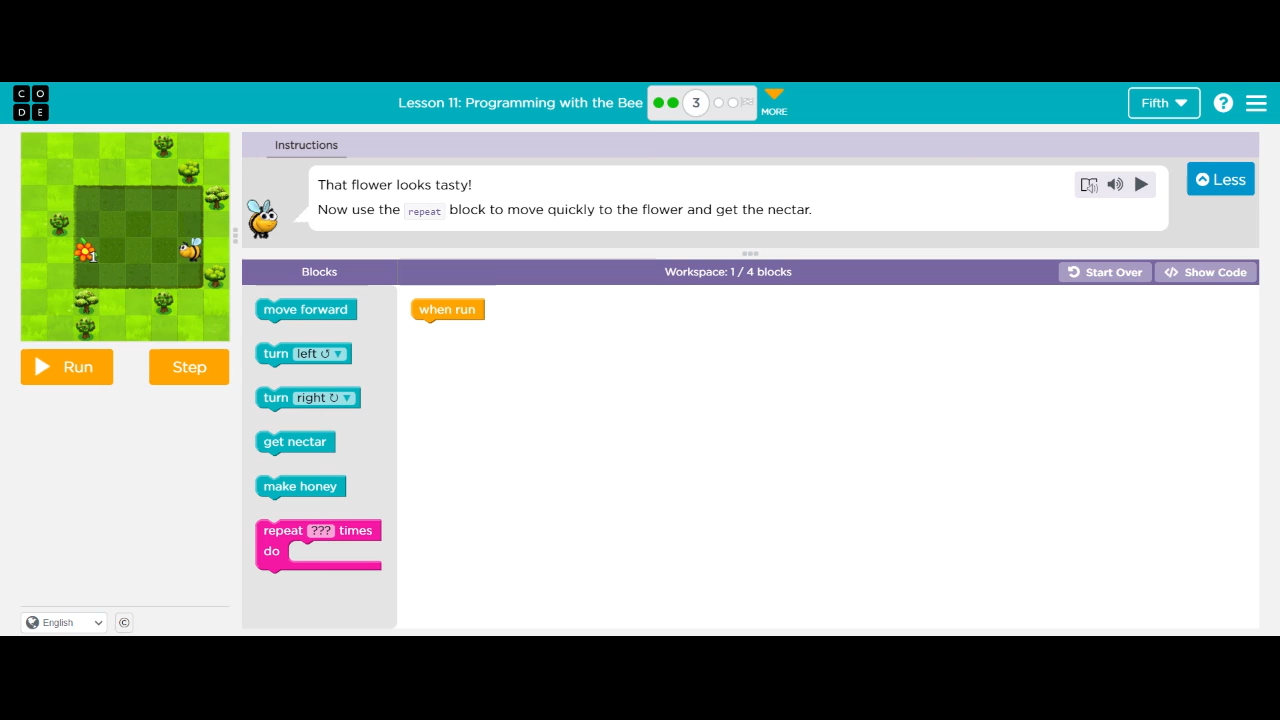 C O
D E
Lesson 11: Programming with the Bee
3
MORE
Fifth
?
Instructions
That flower looks tasty!
Now use the repeat block to move quickly to the flower and get the nectar.
Less
1
Blocks
Workspace: 1 / 4 blocks
Start Over
Show Code
move forward
when run
turn left ↺ ▼
turn right ↻ ▼
get nectar
make honey
repeat ??? times
do
Run
Step
English
©